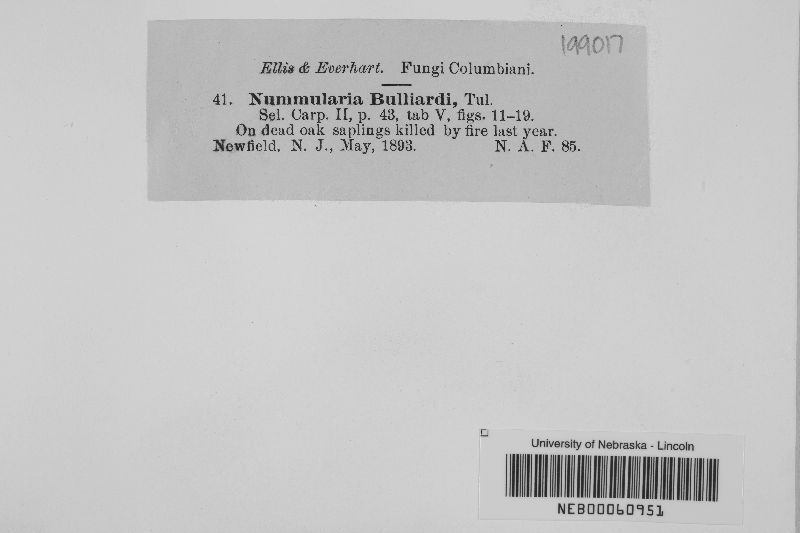 199017
Ellis & Everhart. Fungi Columbiani.
41. Nummularia Bulliardi, Tul.
Sel. Carp. II, p. 43, tab V, figs. 11–19.
On dead oak saplings killed by fire last year.
Newfield, N. J., May, 1893. N. A. F. 85.
University of Nebraska - Lincoln
NEB00060951